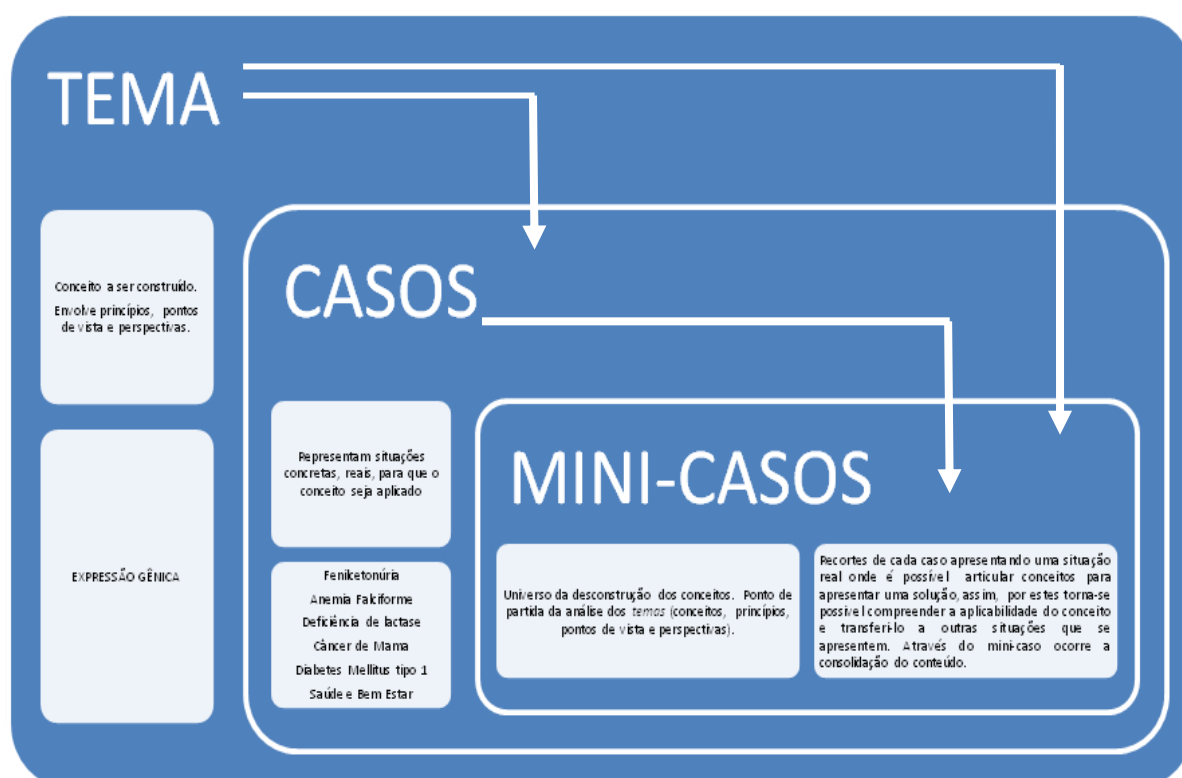 TEMA
Conceito a ser construído.
Envolve princípios, pontos
de vista e perspectivas.
EXPRESSÃO GÊNICA
CASOS
Representam situações
concretas, reais, para que o
conceito seja aplicado
Fenilcetonúria
Anemia Falciforme
Deficiência de lactase
Câncer de Mama
Diabetes Mellitus tipo 1
Saúde e Bem Estar
MINI-CASOS
Universo da desconstrução dos conceitos. Ponto de
partida da análise dos temas (conceitos, princípios,
pontos de vista e perspectivas).
Recortes de cada caso apresentando uma situação
real onde é possível articular conceitos para
apresentar uma solução, assim, por estes torna-se
possível compreender a aplicabilidade do conceito
e transferi-lo a outras situações que se
apresentem. Através do mini-caso ocorre a
consolidação do conteúdo.